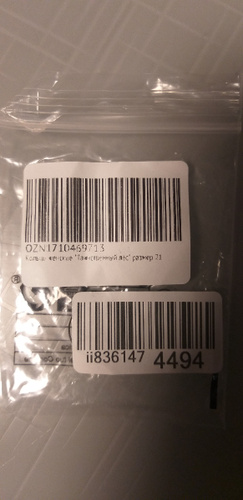 OZN1710469713
Кольцо женское "Таинственный лес" размер 21
ii836147 4494